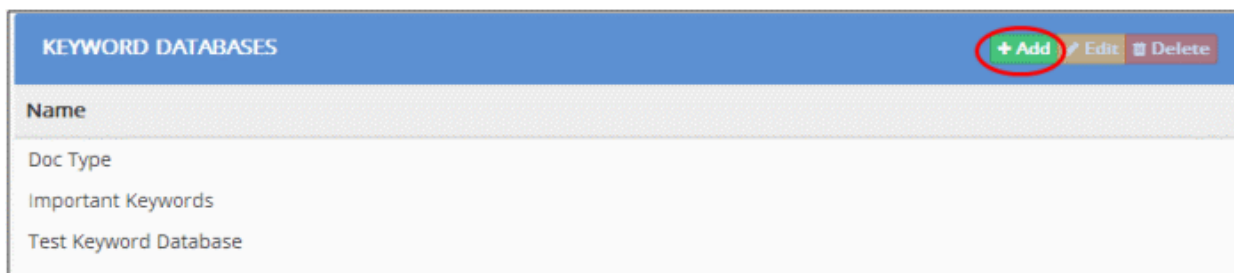 KEYWORD DATABASES + Add Edit Delete
Name
Doc Type
Important Keywords
Test Keyword Database